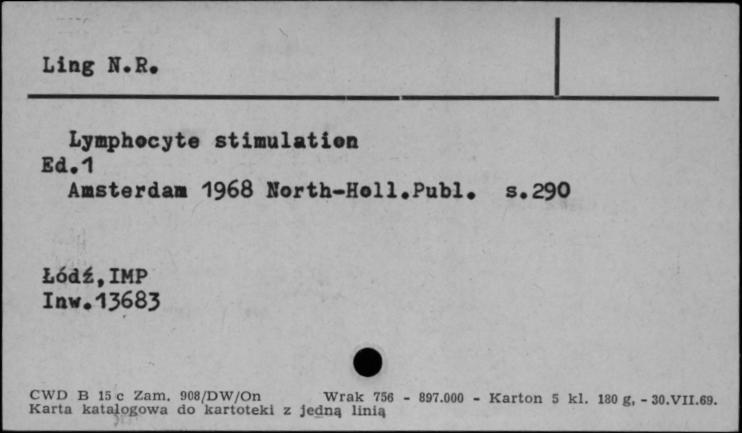 Ling N.R.
Lymphocyte stimulation
Ed.1
Amsterdam 1968 North-Holl.Publ. s.290
Łódź,IMP
Inw.13683
CWD B 15 c Zam. 908/DW/On Wrak 756 - 897.000 - Karton 5 kl. 180 g, - 30.VII.69.
Karta katalogowa do kartoteki z jedną linią